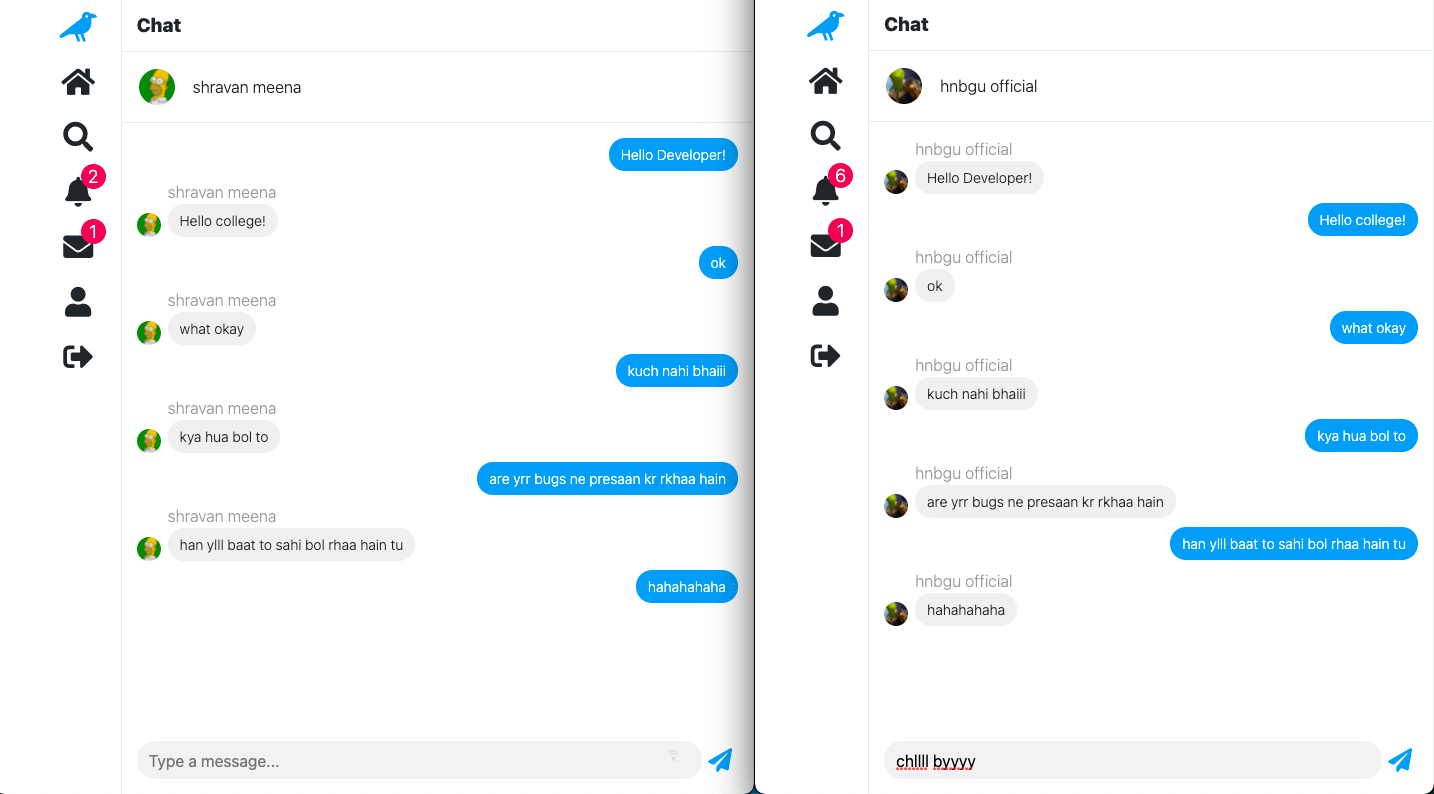 Chat
shravan meena
2
1
Hello Developer!
shravan meena
Hello college!
ok
shravan meena
what okay
kuch nahi bhaiii
shravan meena
kya hua bol to
are yrr bugs ne presaan kr rkhaa hain
shravan meena
han ylll baat to sahi bol rhaa hain tu
hahahahaha
Type a message...
Chat
hnbgu official
6
1
hnbgu official
Hello Developer!
Hello college!
hnbgu official
ok
what okay
hnbgu official
kuch nahi bhaiii
kya hua bol to
hnbgu official
are yrr bugs ne presaan kr rkhaa hain
han ylll baat to sahi bol rhaa hain tu
hnbgu official
hahahahaha
chllll byyyy